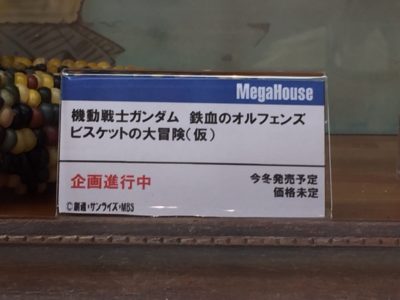 MegaHouse
機動戦士ガンダム 鉄血のオルフェンズ
ビスケットの大冒険(仮)
企画進行中
今冬発売予定
価格未定
©創通・サンライズ・MBS